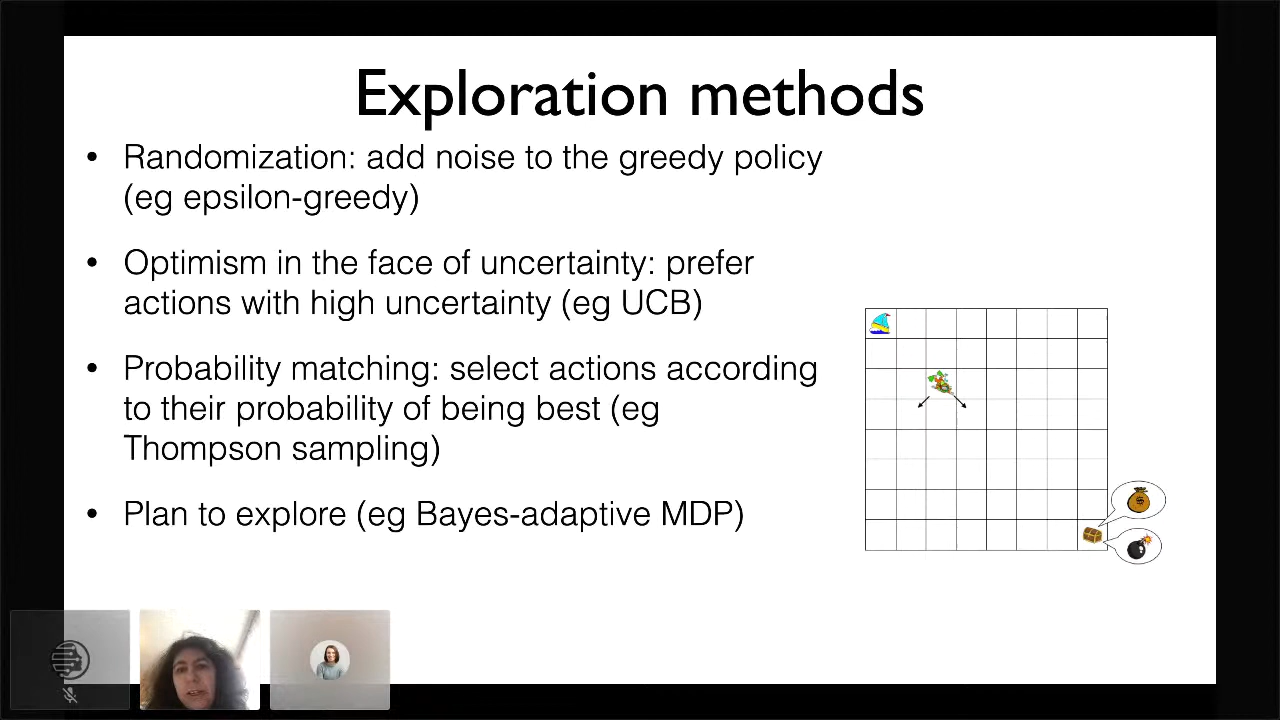 Exploration methods
• Randomization: add noise to the greedy policy
(eg epsilon-greedy)
• Optimism in the face of uncertainty: prefer
actions with high uncertainty (eg UCB)
• Probability matching: select actions according
to their probability of being best (eg
Thompson sampling)
• Plan to explore (eg Bayes-adaptive MDP)
$